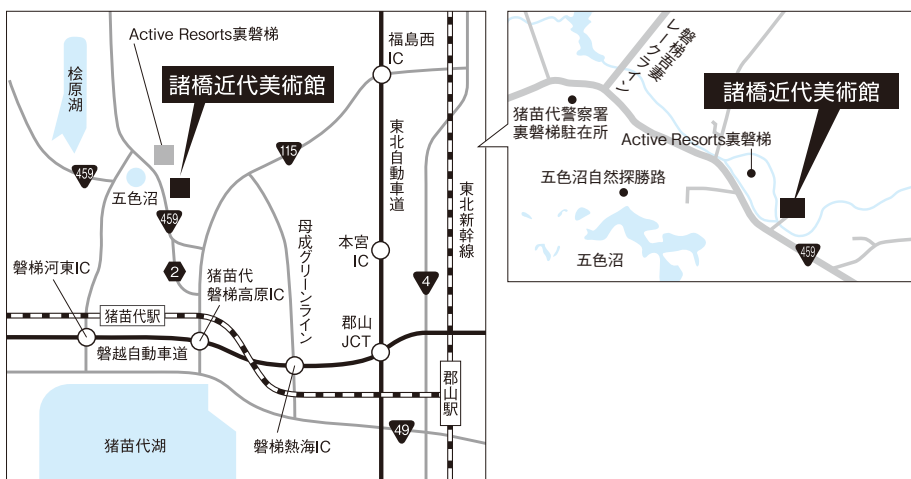 Active Resorts裏磐梯
福島西
IC
桧原湖
諸橋近代美術館
115
東北自動車道
459
五色沼
459
東北新幹線
母成グリーンライン
本宮
IC
2
4
磐梯河東IC
猪苗代
磐梯高原IC
猪苗代駅
郡山
JCT
磐越自動車道
郡山駅
49
猪苗代湖
磐梯熱海IC
磐梯吾妻
レークライン
諸橋近代美術館
猪苗代警察署
裏磐梯駐在所
Active Resorts裏磐梯
五色沼自然探勝路
五色沼
459